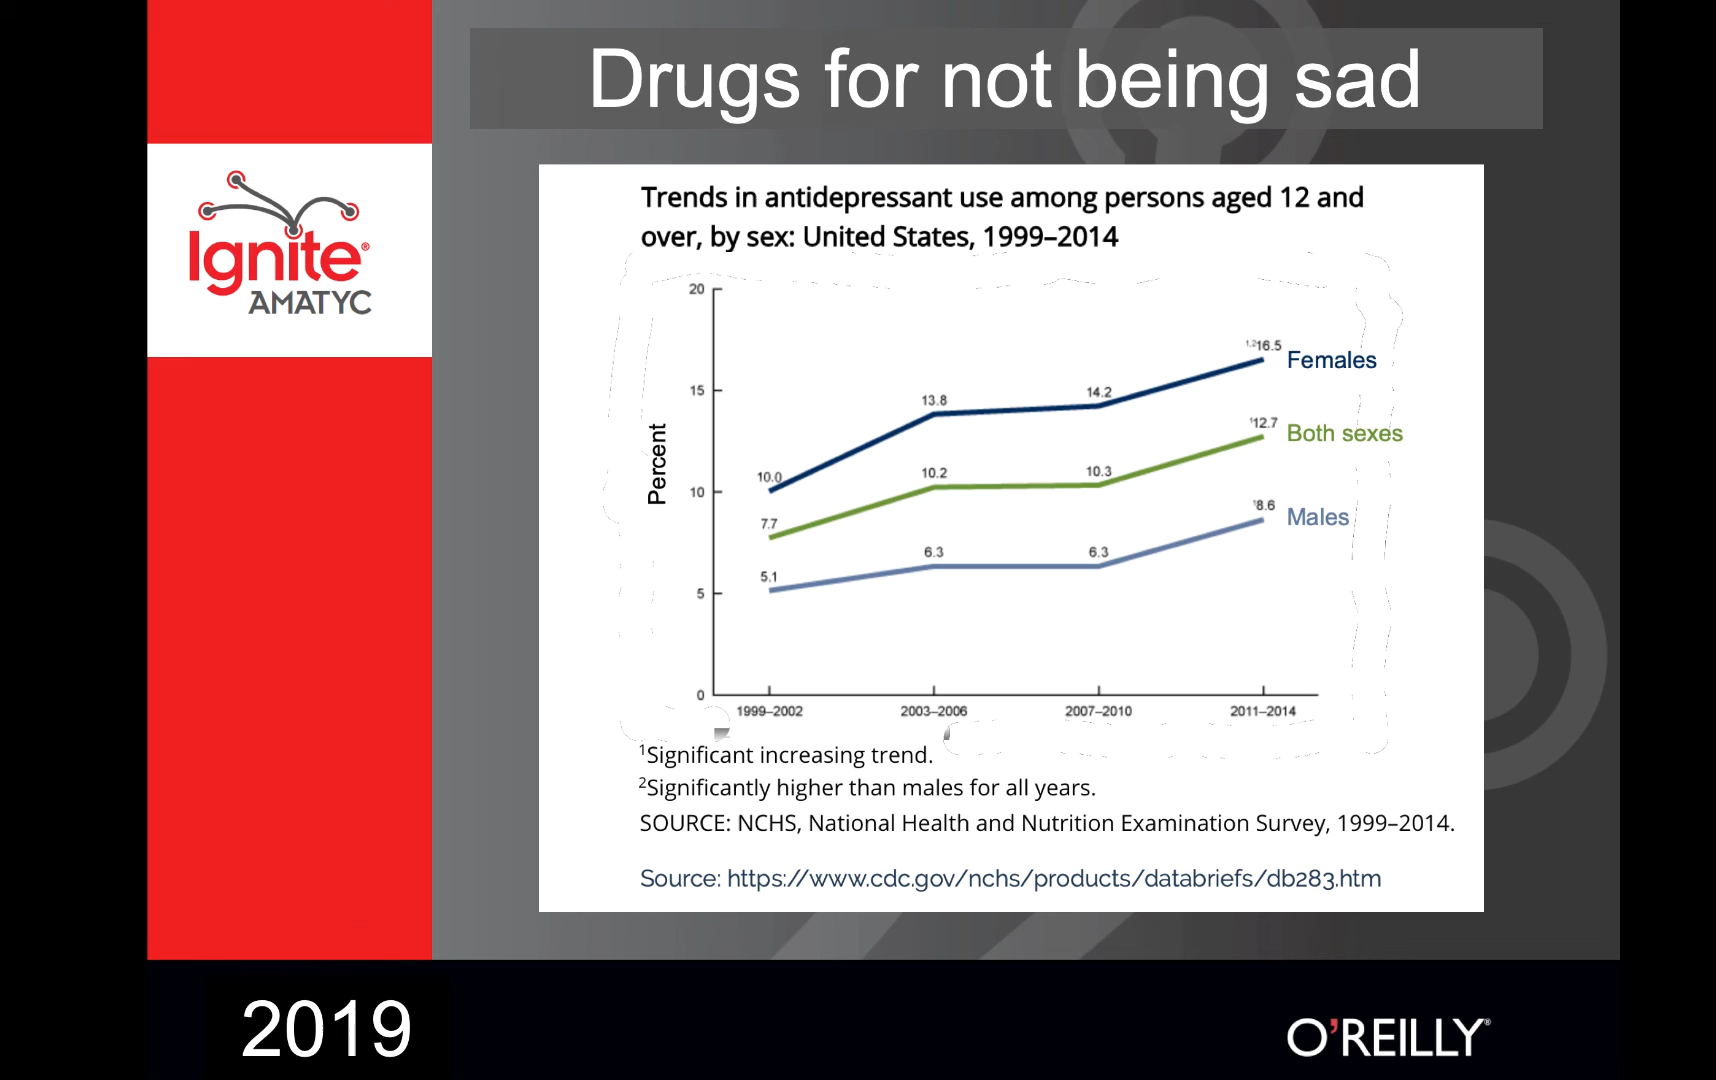 Drugs for not being sad
Ignite®
AMATYC
Trends in antidepressant use among persons aged 12 and
over, by sex: United States, 1999–2014
20
15
10
5
0
Percent
1,216.5
Females
13.8
14.2
10.0
112.7
Both sexes
10.2
10.3
7.7
18.6
Males
6.3
6.3
5.1
1999–2002
2003–2006
2007–2010
2011–2014
1Significant increasing trend.
2Significantly higher than males for all years.
SOURCE: NCHS, National Health and Nutrition Examination Survey, 1999–2014.
Source: https://www.cdc.gov/nchs/products/databriefs/db283.htm
2019
O'REILLY®